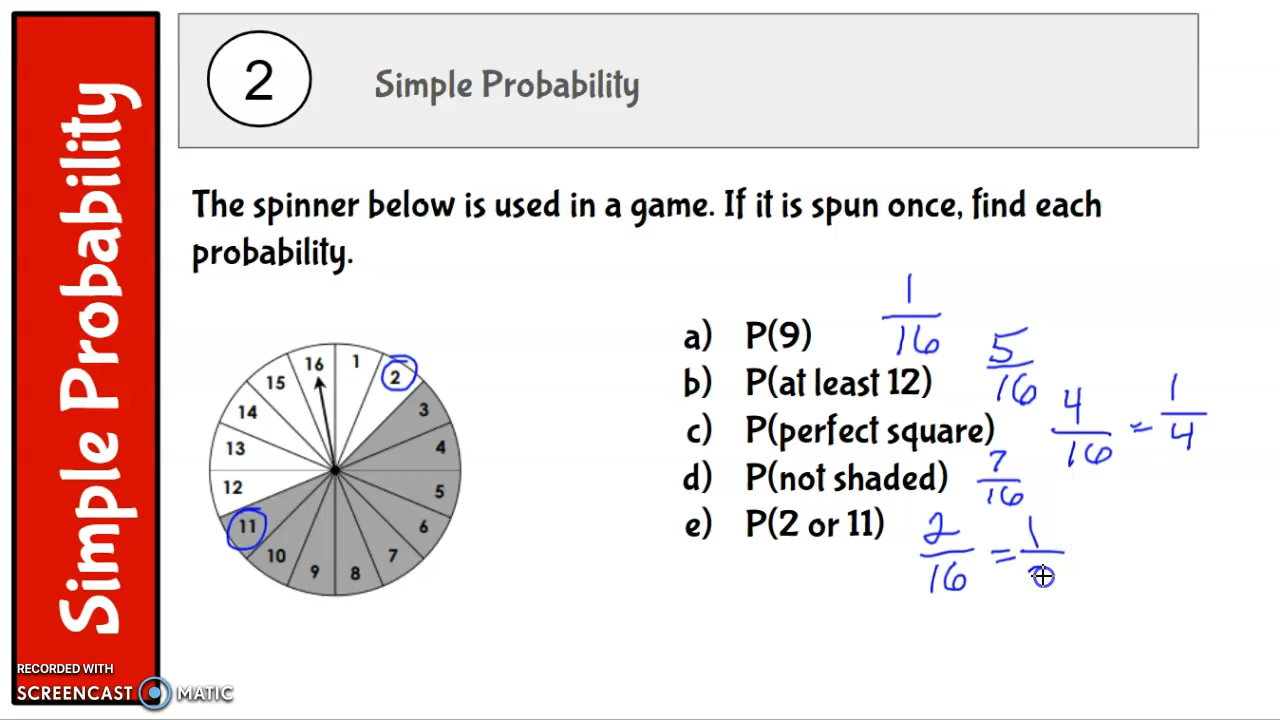 Simple Probability
2
Simple Probability
The spinner below is used in a game. If it is spun once, find each
probability.
16
1
2
15
3
14
4
13
5
12
6
11
7
10
9
8
a) P(9) 1/16
b) P(at least 12) 5/16
c) P(perfect square) 4/16 = 1/4
d) P(not shaded) 7/16
e) P(2 or 11) 2/16 = 1/
RECORDED WITH
SCREENCAST MATIC